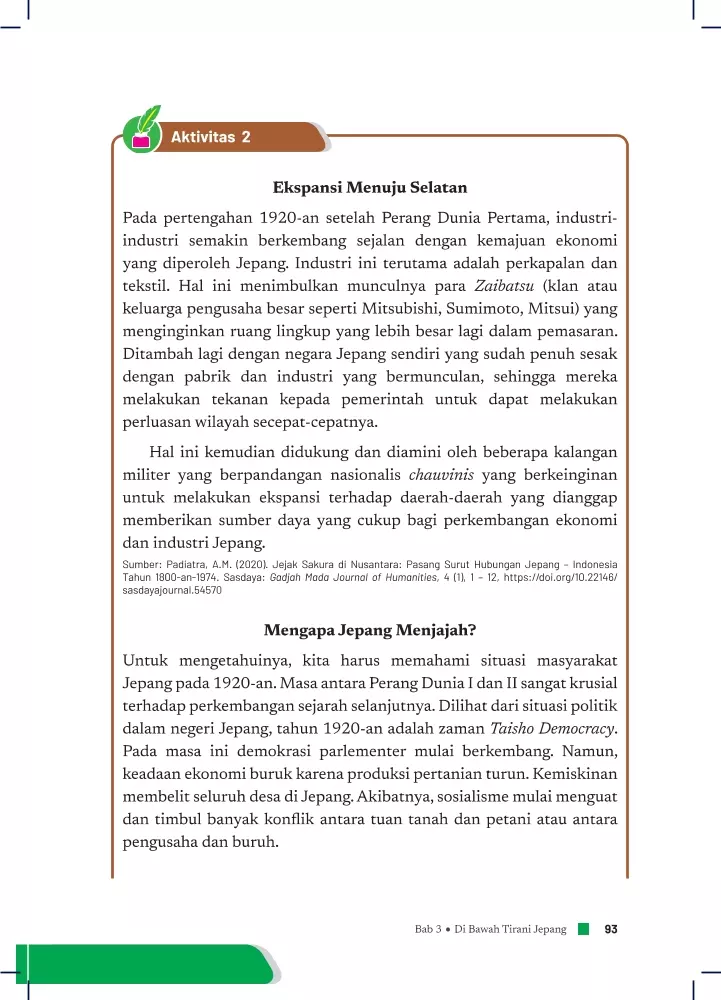 Aktivitas 2
Ekspansi Menuju Selatan
Pada pertengahan 1920-an setelah Perang Dunia Pertama, industri-
industri semakin berkembang sejalan dengan kemajuan ekonomi
yang diperoleh Jepang. Industri ini terutama adalah perkapalan dan
tekstil. Hal ini menimbulkan munculnya para Zaibatsu (klan atau
keluarga pengusaha besar seperti Mitsubishi, Sumimoto, Mitsui) yang
menginginkan ruang lingkup yang lebih besar lagi dalam pemasaran.
Ditambah lagi dengan negara Jepang sendiri yang sudah penuh sesak
dengan pabrik dan industri yang bermunculan, sehingga mereka
melakukan tekanan kepada pemerintah untuk dapat melakukan
perluasan wilayah secepat-cepatnya.
Hal ini kemudian didukung dan diamini oleh beberapa kalangan
militer yang berpandangan nasionalis chauvinis yang berkeinginan
untuk melakukan ekspansi terhadap daerah-daerah yang dianggap
memberikan sumber daya yang cukup bagi perkembangan ekonomi
dan industri Jepang.
Sumber: Padiatra, A.M. (2020). Jejak Sakura di Nusantara: Pasang Surut Hubungan Jepang – Indonesia
Tahun 1800-an-1974. Sasdaya: Gadjah Mada Journal of Humanities, 4 (1), 1 – 12, https://doi.org/10.22146/
sasdayajournal.54570
Mengapa Jepang Menjajah?
Untuk mengetahuinya, kita harus memahami situasi masyarakat
Jepang pada 1920-an. Masa antara Perang Dunia I dan II sangat krusial
terhadap perkembangan sejarah selanjutnya. Dilihat dari situasi politik
dalam negeri Jepang, tahun 1920-an adalah zaman Taisho Democracy.
Pada masa ini demokrasi parlementer mulai berkembang. Namun,
keadaan ekonomi buruk karena produksi pertanian turun. Kemiskinan
membelit seluruh desa di Jepang. Akibatnya, sosialisme mulai menguat
dan timbul banyak konflik antara tuan tanah dan petani atau antara
pengusaha dan buruh.
Bab 3 • Di Bawah Tirani Jepang 93